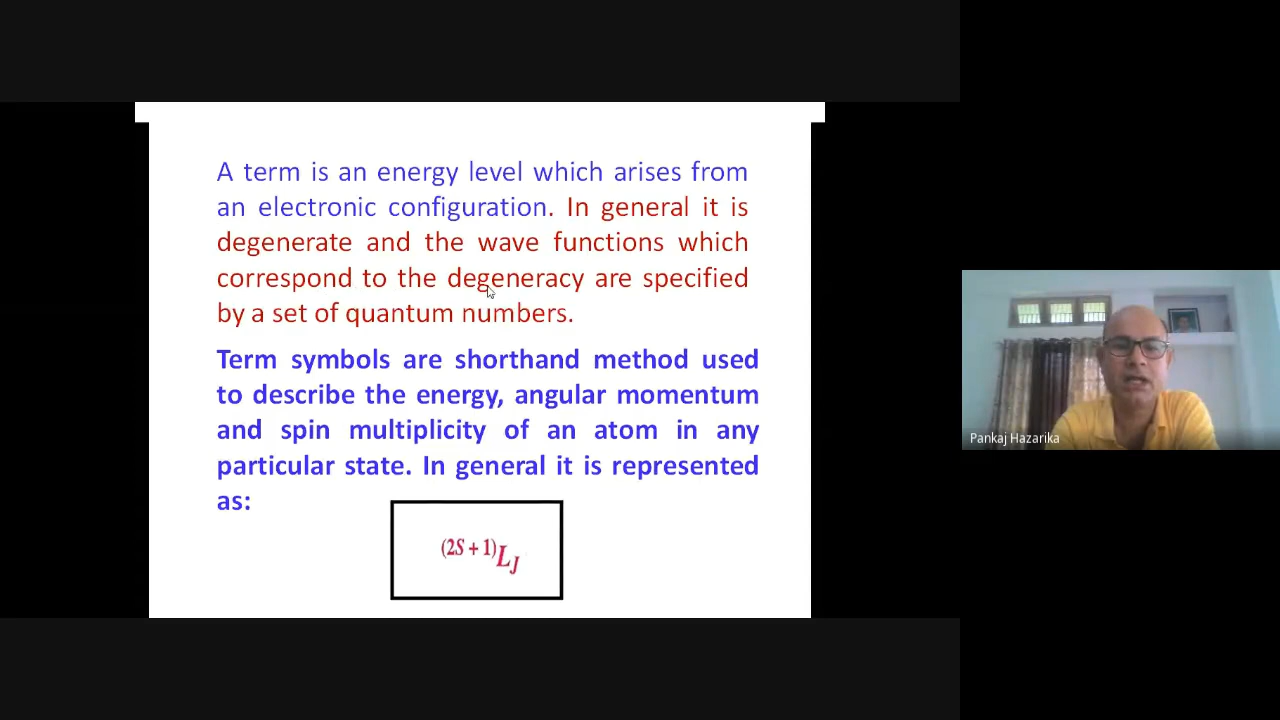 A term is an energy level which arises from
an electronic configuration. In general it is
degenerate and the wave functions which
correspond to the degeneracy are specified
by a set of quantum numbers.
Term symbols are shorthand method used
to describe the energy, angular momentum
and spin multiplicity of an atom in any
particular state. In general it is represented
as:
(2S + 1)LJ
Pankaj Hazarika